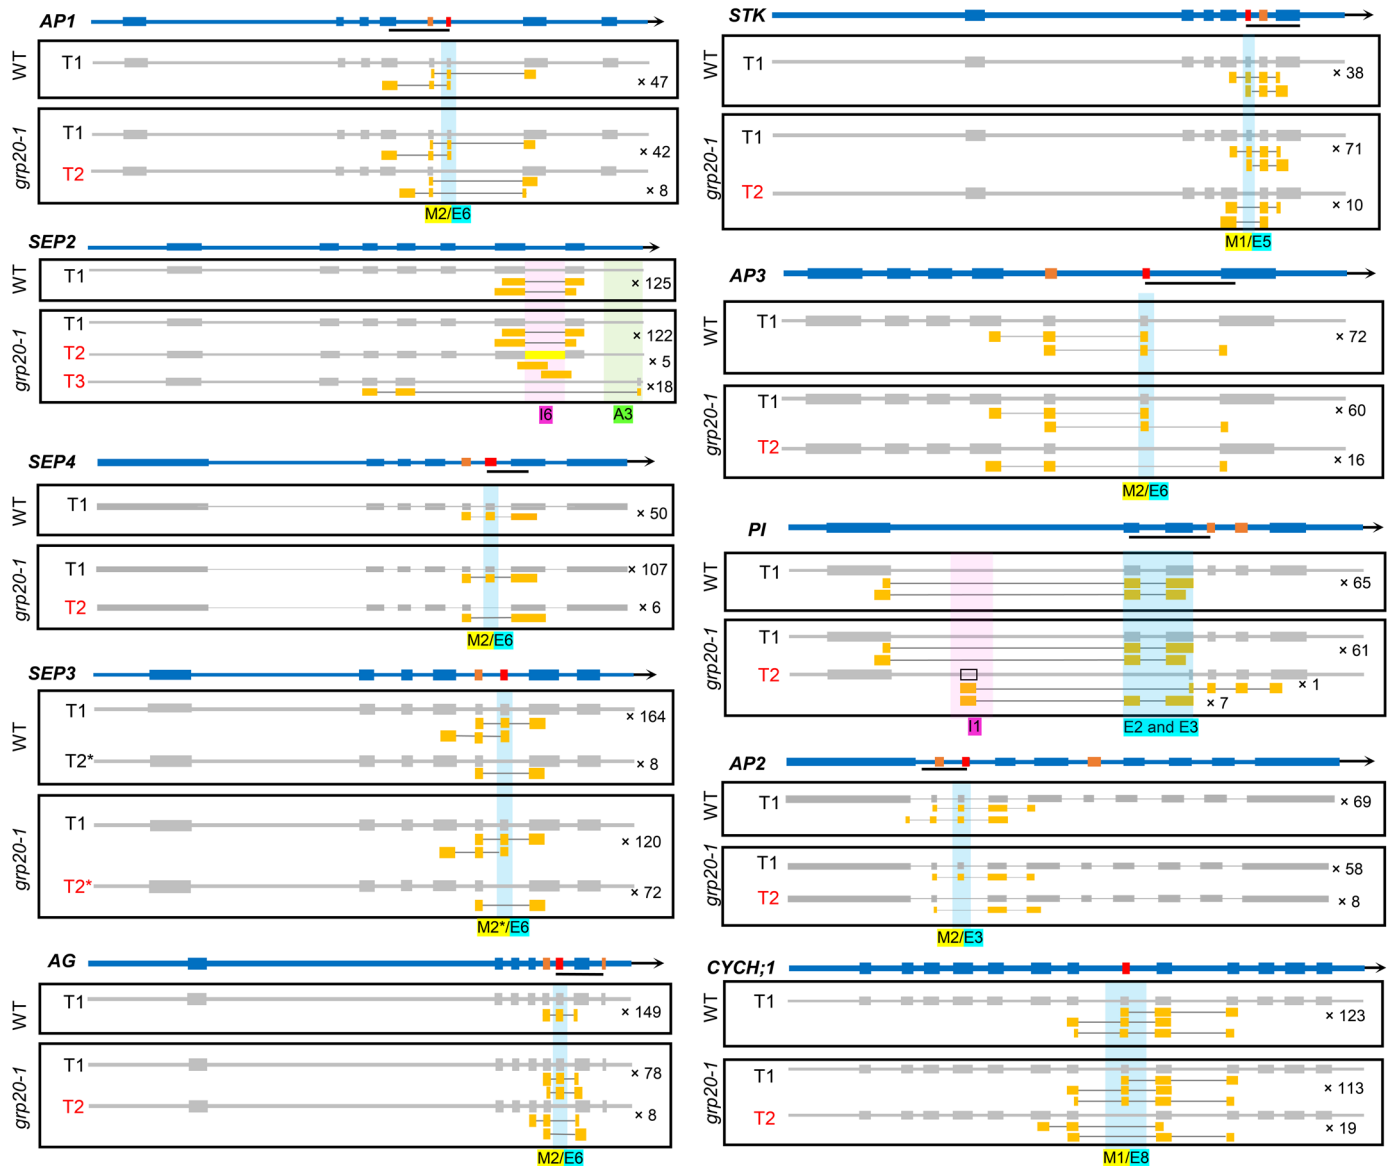 AP1
WT
T1
× 47
grp20-1
T1
× 42
T2
× 8
M2/E6
SEP2
WT
T1
× 125
grp20-1
T1
× 122
T2
× 5
T3
×18
I6
A3
SEP4
WT
T1
× 50
grp20-1
T1
× 107
T2
× 6
M2/E6
SEP3
WT
T1
× 164
T2*
× 8
grp20-1
T1
× 120
T2*
× 72
M2*/E6
AG
WT
T1
× 149
grp20-1
T1
× 78
T2
× 8
M2/E6
STK
WT
T1
× 38
grp20-1
T1
× 71
T2
× 10
M1/E5
AP3
WT
T1
× 72
grp20-1
T1
× 60
T2
× 16
M2/E6
PI
WT
T1
× 65
grp20-1
T1
× 61
T2
× 1
× 7
I1
E2 and E3
AP2
WT
T1
× 69
grp20-1
T1
× 58
T2
× 8
M2/E3
CYCH;1
WT
T1
× 123
grp20-1
T1
× 113
T2
× 19
M1/E8